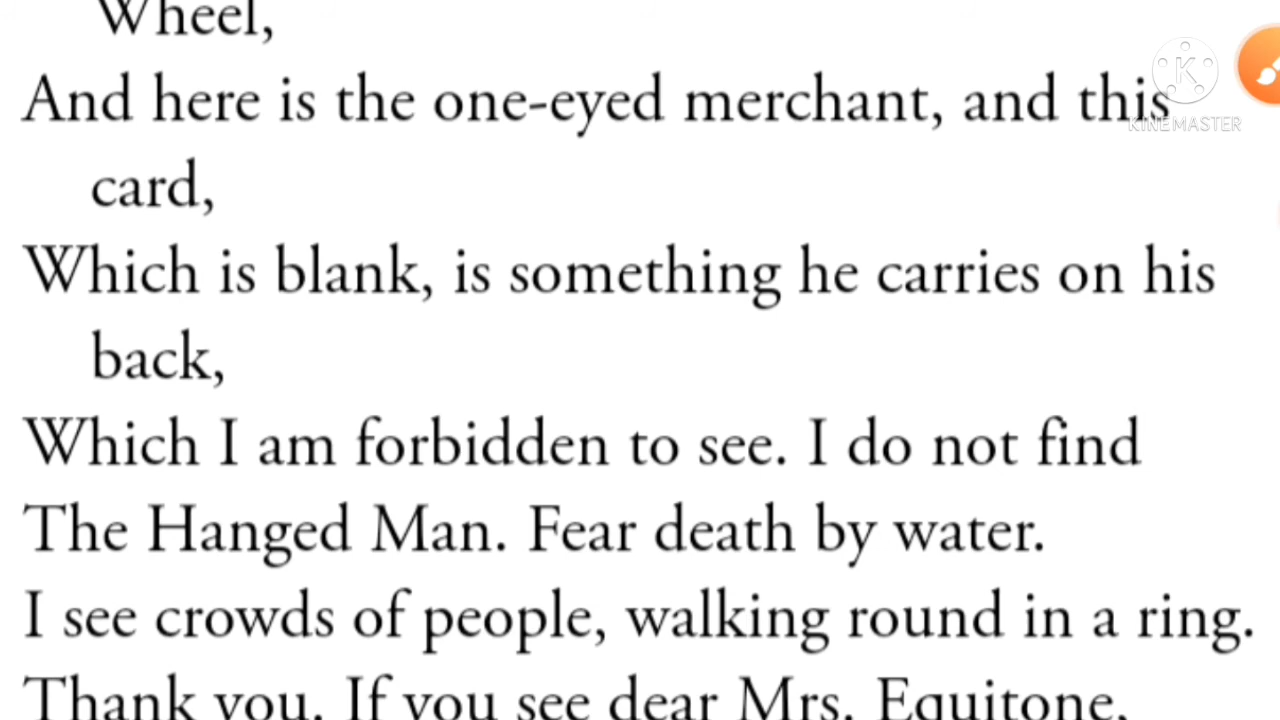 Wheel,
And here is the one-eyed merchant, and this
card,
Which is blank, is something he carries on his
back,
Which I am forbidden to see. I do not find
The Hanged Man. Fear death by water.
I see crowds of people, walking round in a ring.
Thank you. If you see dear Mrs. Equitone,
K
KINEMASTER